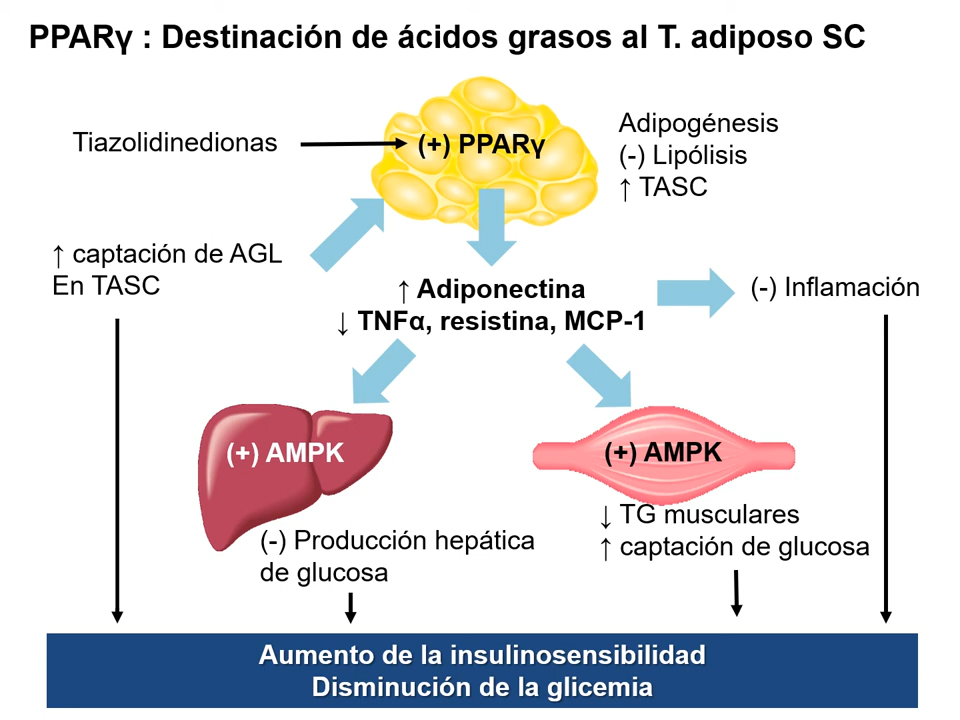 PPARγ : Destinación de ácidos grasos al T. adiposo SC
Tiazolidinedionas
(+) PPARγ
Adipogénesis
(-) Lipólisis
↑ TASC
↑ captación de AGL
En TASC
↑ Adiponectina
↓ TNFα, resistina, MCP-1
(-) Inflamación
(+) AMPK
(+) AMPK
(-) Producción hepática
de glucosa
↓ TG musculares
↑ captación de glucosa
Aumento de la insulinosensibilidad
Disminución de la glicemia